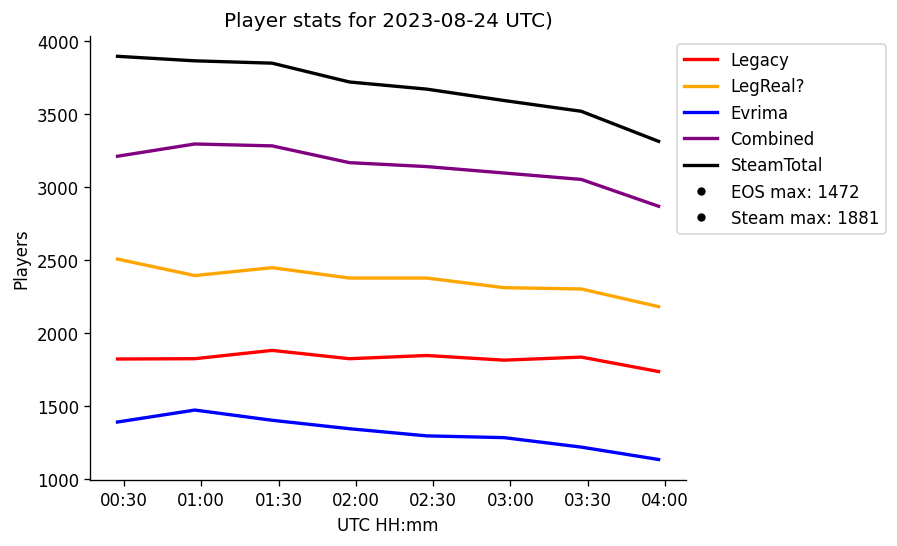 Player stats for 2023-08-24 UTC)
4000
3500
3000
2500
2000
1500
1000
Players
00:30 01:00 01:30 02:00 02:30 03:00 03:30 04:00
UTC HH:mm
Legacy
LegReal?
Evrima
Combined
SteamTotal
EOS max: 1472
Steam max: 1881